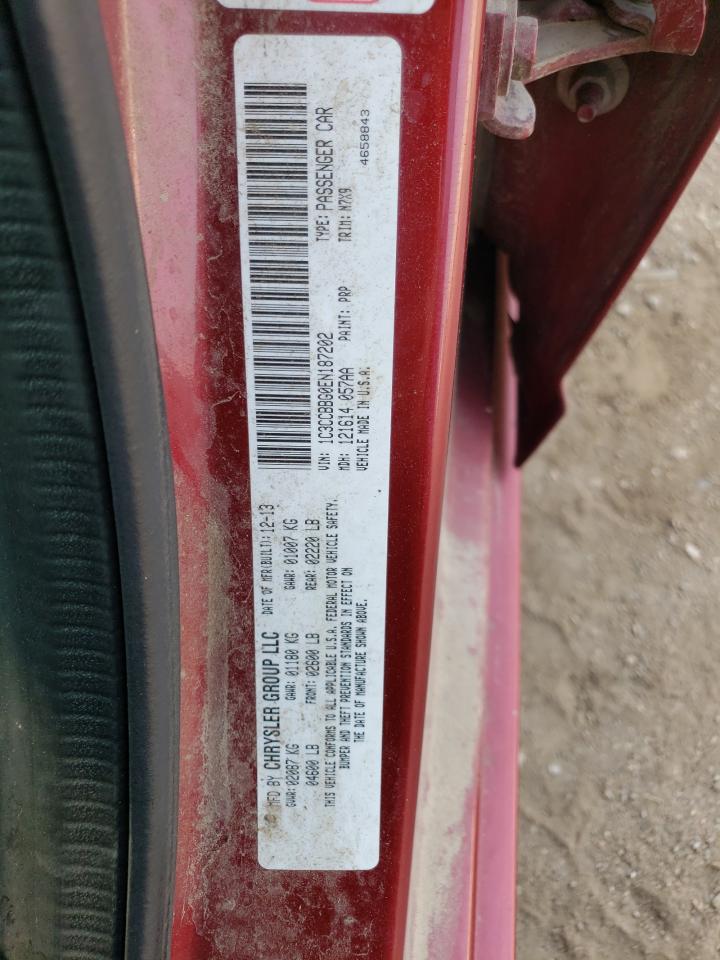 MFD BY CHRYSLER GROUP LLC DATE OF MFR(BUILT): 12-13
GVWR: 02087 KG GAWR: 01180 KG GAWR: 01007 KG
04600 LB FRONT: 02600 LB REAR: 02220 LB
THIS VEHICLE CONFORMS TO ALL APPLICABLE U.S.A. FEDERAL MOTOR VEHICLE SAFETY,
BUMPER AND THEFT PREVENTION STANDARDS IN EFFECT ON
THE DATE OF MANUFACTURE SHOWN ABOVE.
VIN: 1C3CCBBG0EN187202 TYPE: PASSENGER CAR
MDH: 121614 057AA PAINT: PRP TRIM: M7X9
VEHICLE MADE IN U.S.A. 4658843